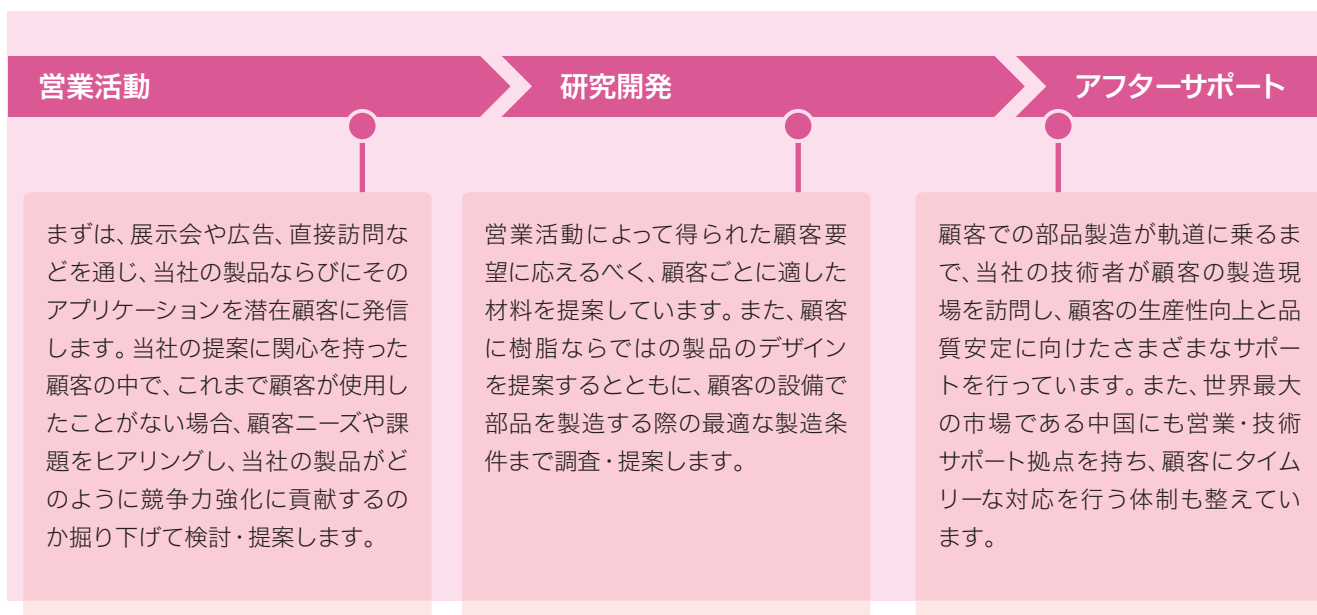 営業活動
研究開発
アフターサポート
まずは、展示会や広告、直接訪問な
どを通じ、当社の製品ならびにその
アプリケーションを潜在顧客に発信
します。当社の提案に関心を持った
顧客の中で、これまで顧客が使用し
たことがない場合、顧客ニーズや課
題をヒアリングし、当社の製品がど
のように競争力強化に貢献するの
か掘り下げて検討・提案します。
営業活動によって得られた顧客要
望に応えるべく、顧客ごとに適した
材料を提案しています。また、顧客
に樹脂ならではの製品のデザイン
を提案するとともに、顧客の設備で
部品を製造する際の最適な製造条
件まで調査・提案します。
顧客での部品製造が軌道に乗るま
で、当社の技術者が顧客の製造現
場を訪問し、顧客の生産性向上と品
質安定に向けたさまざまなサポー
トを行っています。また、世界最大
の市場である中国にも営業・技術
サポート拠点を持ち、顧客にタイム
リーな対応を行う体制も整えてい
ます。